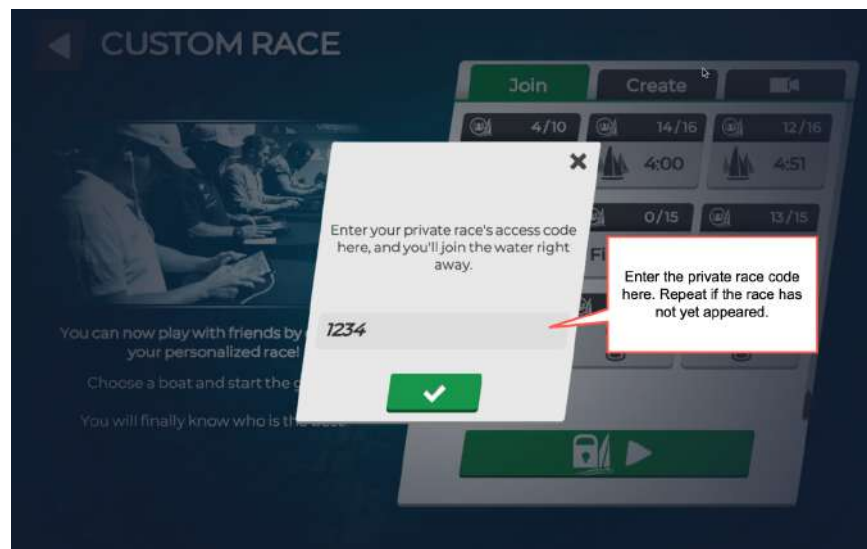 CUSTOM RACE
Join
Create
4/10
14/16
12/16
4:00
4:51
0/15
13/15
Fi
Enter your private race's access code
here, and you'll join the water right
away.
1234
Enter the private race code
here. Repeat if the race has
not yet appeared.
You can now play with friends by
your personalized race!
Choose a boat and start the
You will finally know who is the